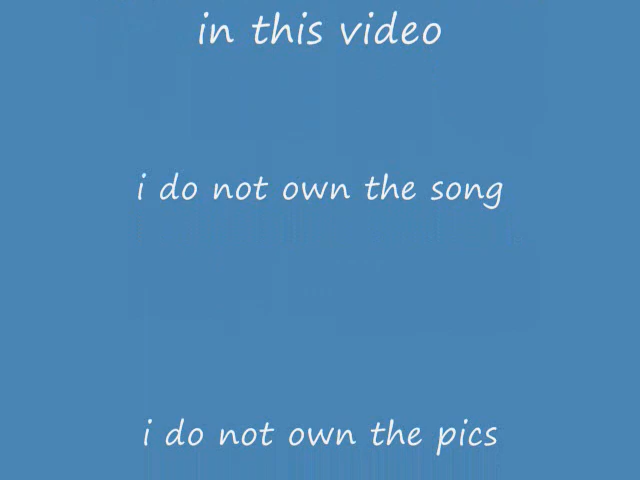 in this video
i do not own the song
i do not own the pics